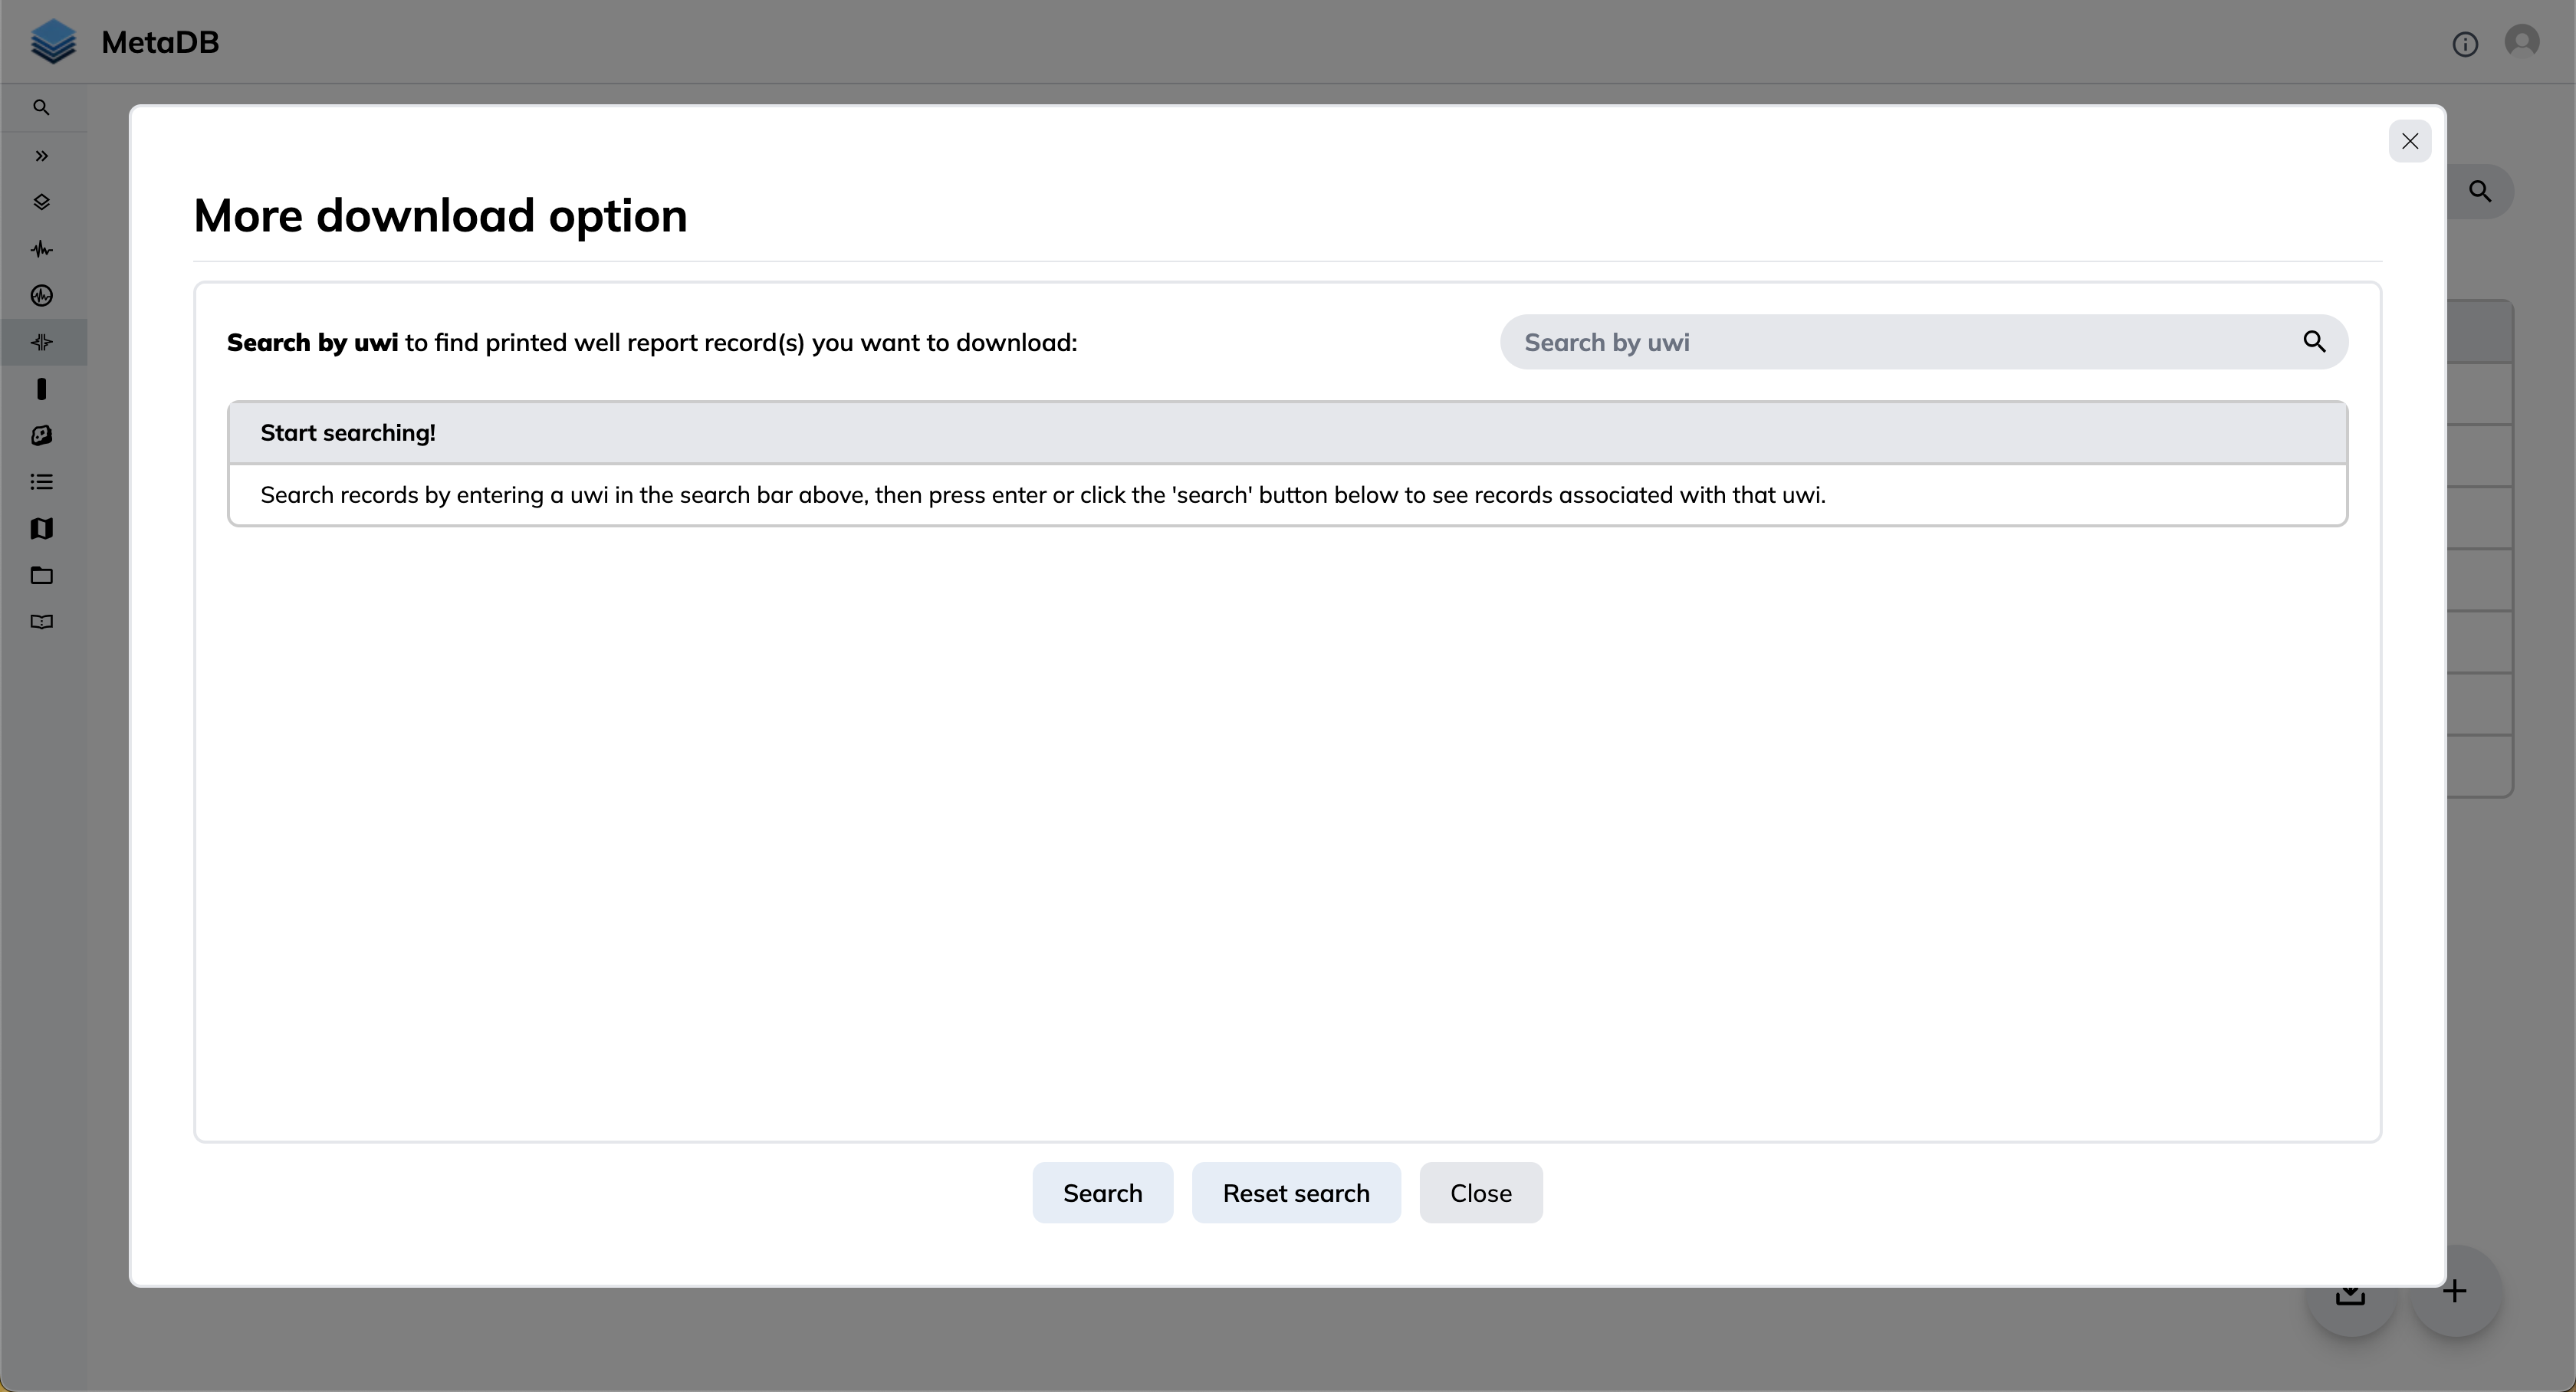 MetaDB
More download option
Search by uwi to find printed well report record(s) you want to download:
Search by uwi
Start searching!
Search records by entering a uwi in the search bar above, then press enter or click the 'search' button below to see records associated with that uwi.
Search
Reset search
Close